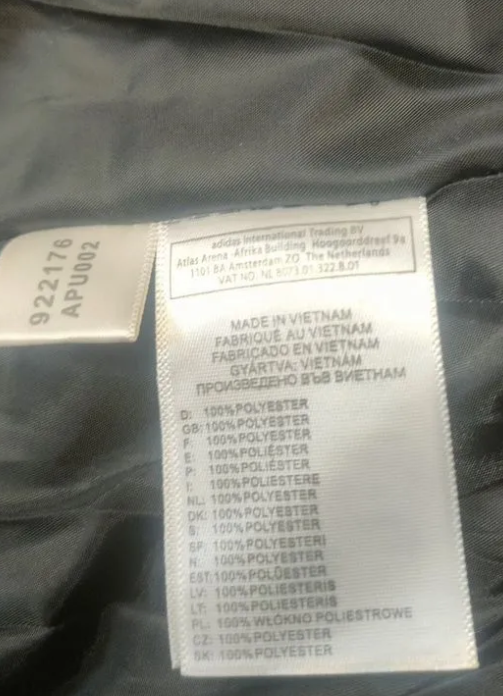 922176
APU002
adidas International Trading BV
Atlas Arena -Afrika Building Hoogoorddreef 9a
1101 BA Amsterdam ZO The Netherlands
VAT NO. NL 8073.01.322.B.01
MADE IN VIETNAM
FABRIQUÉ AU VIETNAM
FABRICADO EN VIETNAM
GYÁRTVA: VIETNÁM
ПРОИЗВЕДЕНО ВЪВ ВИЕТНАМ
D: 100%POLYESTER
GB:100%POLYESTER
F: 100%POLYESTER
E: 100%POLIÉSTER
P: 100%POLIÉSTER
I: 100%POLIESTERE
NL: 100%POLYESTER
DK: 100%POLYESTER
S: 100%POLYESTER
SF: 100%POLYESTERI
N: 100%POLYESTER
EST:100%POLÜESTER
LV: 100%POLIESTERIS
LT: 100%POLIESTERIS
PL: 100% WŁÓKNO POLIESTROWE
CZ: 100%POLYESTER
SK: 100%POLYESTER